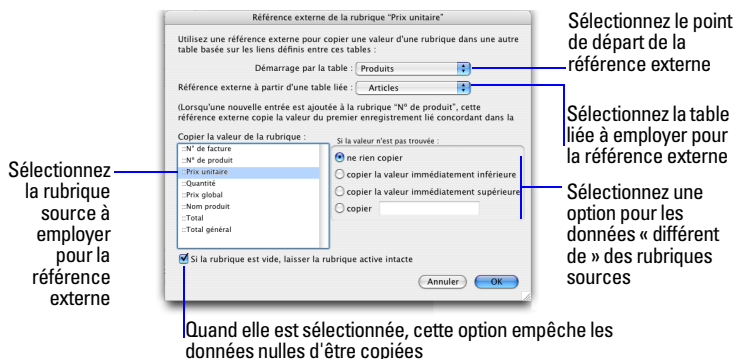 Référence externe de la rubrique "Prix unitaire"
Utilisez une référence externe pour copier une valeur d'une rubrique dans une autre
table basée sur les liens définis entre ces tables :
Démarrage par la table : Produits
Référence externe à partir d'une table liée : Articles
(Lorsqu'une nouvelle entrée est ajoutée à la rubrique "N° de produit", cette
référence externe copie la valeur du premier enregistrement lié concordant dans la
Copier la valeur de la rubrique :
::N° de facture
::N° de produit
::Prix unitaire
::Quantité
::Prix global
::Nom produit
::Total
::Total général
Si la valeur n'est pas trouvée :
ne rien copier
copier la valeur immédiatement inférieure
copier la valeur immédiatement supérieure
copier
Si la rubrique est vide, laisser la rubrique active intacte
Annuler
OK
Sélectionnez le point
de départ de la
référence externe
Sélectionnez la table
liée à employer pour
la référence externe
Sélectionnez une
option pour les
données « différent
de » des rubriques
sources
Sélectionnez
la rubrique
source à
employer
pour la
référence
externe
Quand elle est sélectionnée, cette option empêche les
données nulles d'être copiées